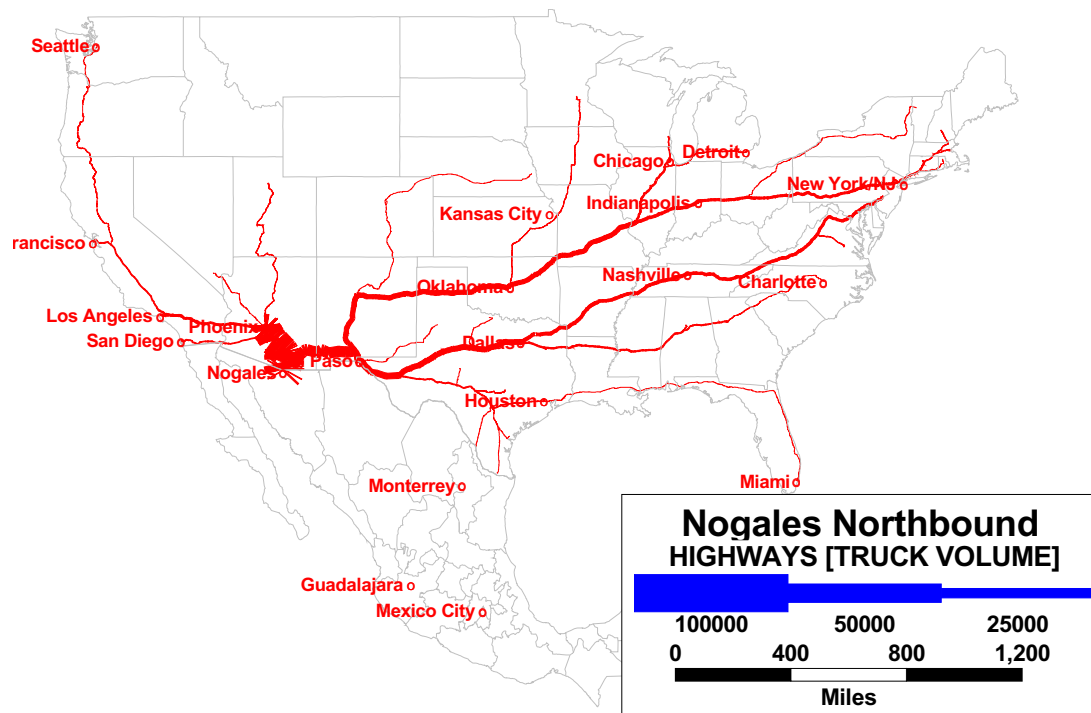 Seattle
Chicago
Detroit
New York/NJ
Indianapolis
Kansas City
rancisco
Nashville
Charlotte
Oklahoma
Los Angeles
Phoenix
San Diego
Dallas
Paso
Nogales
Houston
Miami
Monterrey
Guadalajara
Mexico City
Nogales Northbound
HIGHWAYS [TRUCK VOLUME]
100000 50000 25000
0 400 800 1,200
Miles